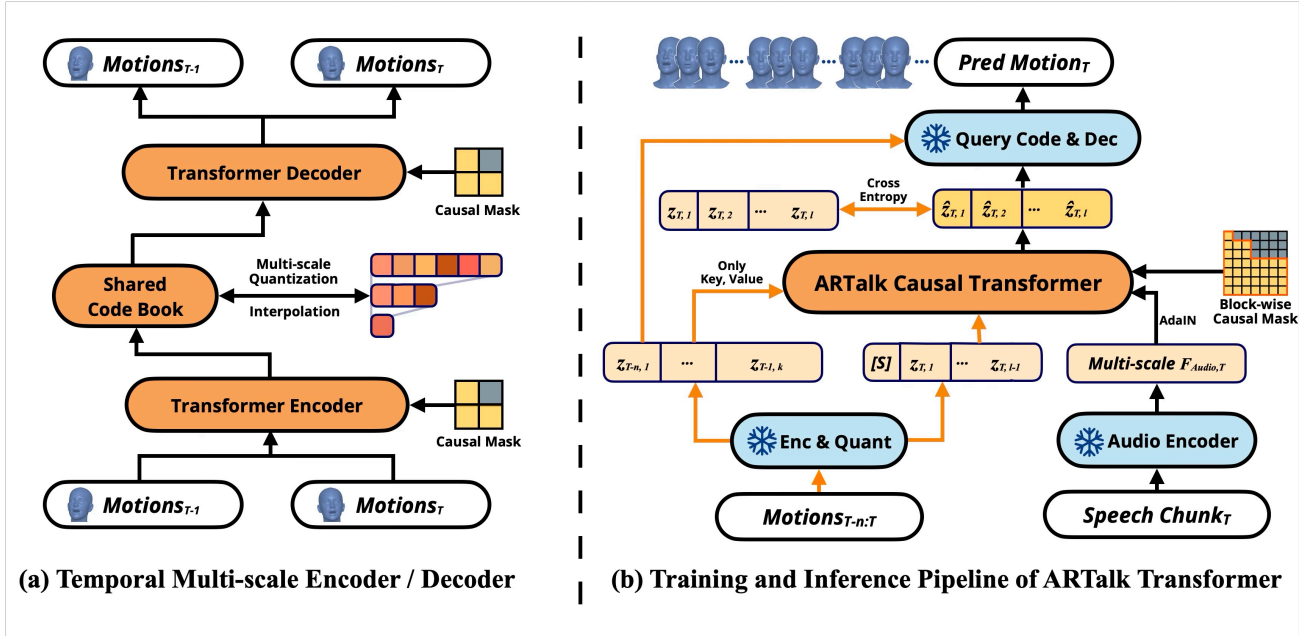 Motions_T-1
Motions_T
Transformer Decoder
Causal Mask
Shared
Code Book
Multi-scale
Quantization
Interpolation
Transformer Encoder
Causal Mask
Motions_T-1
Motions_T
(a) Temporal Multi-scale Encoder / Decoder
... ... ...
Pred Motion_T
Query Code & Dec
z_T, 1 z_T, 2 ... z_T, l
Cross
Entropy
ẑ_T, 1 ẑ_T, 2 ... ẑ_T, l
Only
Key, Value
ARTalk Causal Transformer
Block-wise
Causal Mask
AdaIN
z_T-n, 1 ... z_T-1, k
[S] z_T, 1 ... z_T, l-1
Multi-scale F_Audio,T
Enc & Quant
Audio Encoder
Motions_T-n:T
Speech Chunk_T
(b) Training and Inference Pipeline of ARTalk Transformer